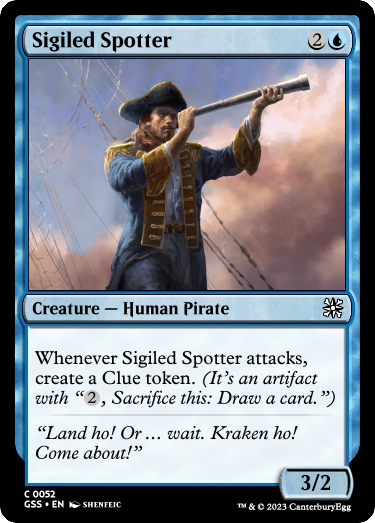 Sigiled Spotter 2
Creature — Human Pirate
Whenever Sigiled Spotter attacks,
create a Clue token. (It's an artifact
with “2, Sacrifice this: Draw a card.”)
“Land ho! Or … wait. Kraken ho!
Come about!”
3/2
C 0052
GSS • EN SHENFEIC
™ & © 2023 CanterburyEgg